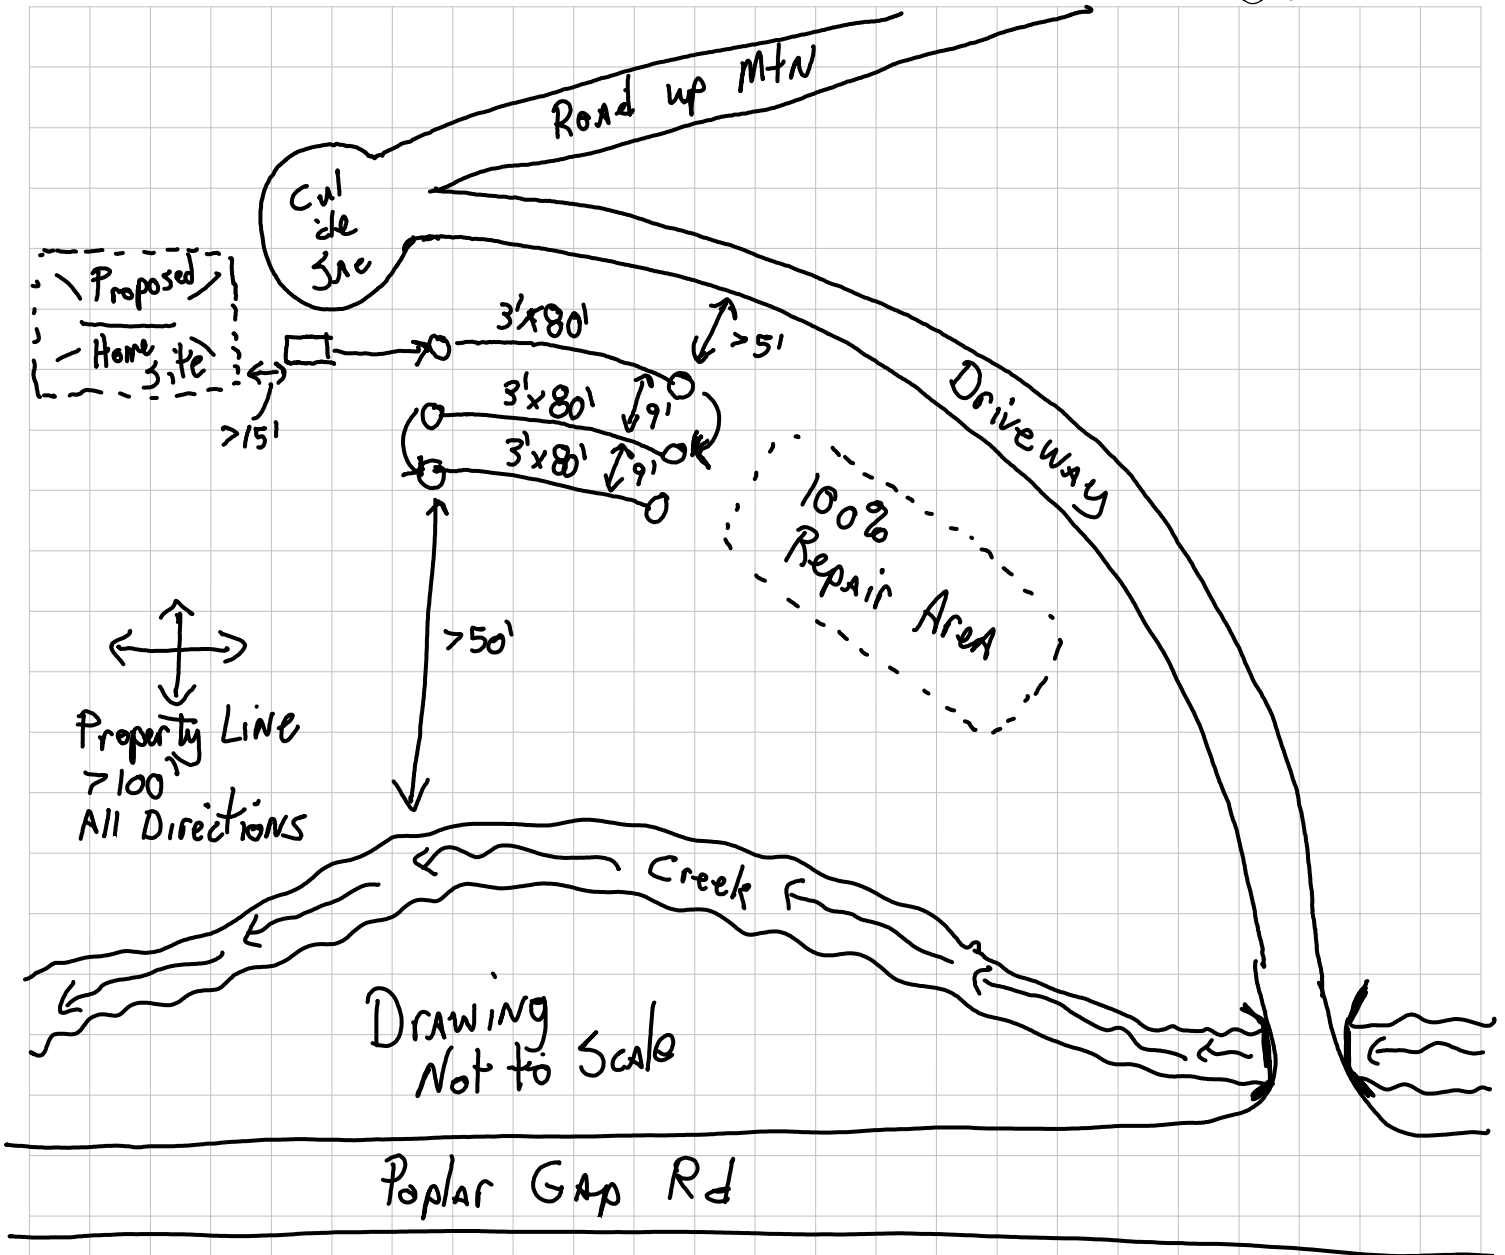 Road up MtN
Cul
de
Sac
Proposed
Home
Site
>15'
3'x80'
>5'
3'x80'
9'
3'x80'
9'
Driveway
100%
Repair
Area
>50'
Property Line
>100'
All Directions
Creek
Drawing
Not to Scale
Poplar Gap Rd